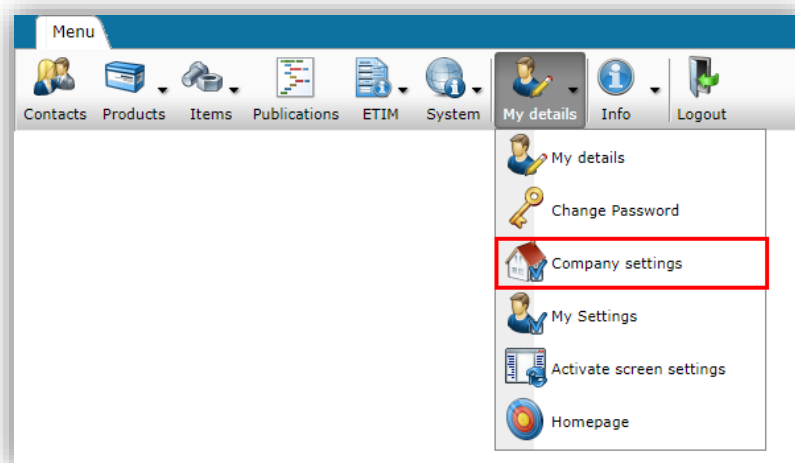 Menu
Contacts Products Items Publications ETIM System My details Info Logout
My details
Change Password
Company settings
My Settings
Activate screen settings
Homepage